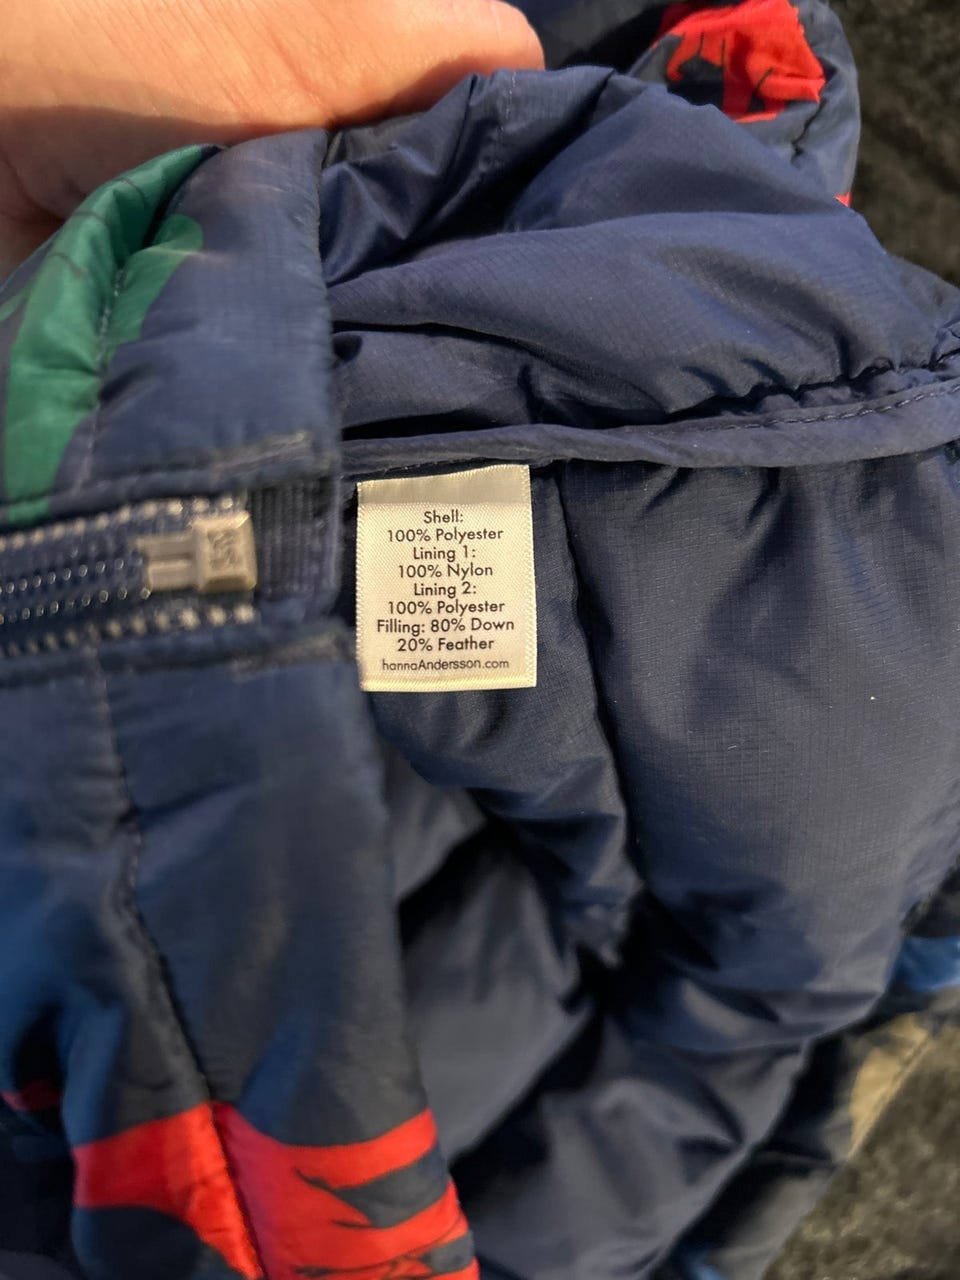 Shell:
100% Polyester
Lining 1:
100% Nylon
Lining 2:
100% Polyester
Filling: 80% Down
20% Feather
hannaAndersson.com